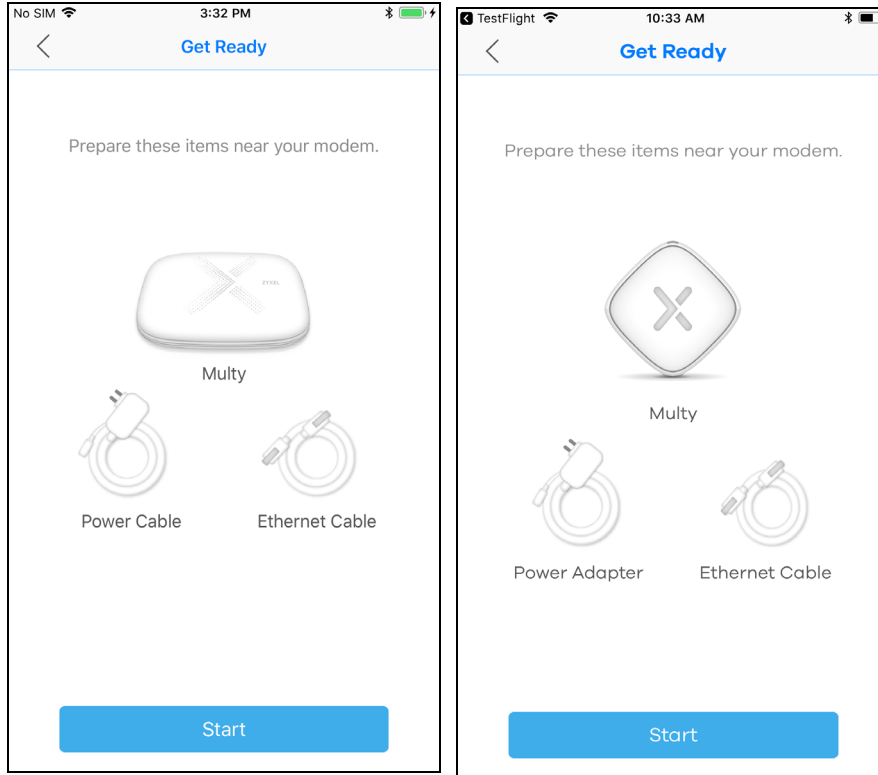 No SIM 3:32 PM
Get Ready
Prepare these items near your modem.
ZYXEL
Multy
Power Cable Ethernet Cable
Start
TestFlight 10:33 AM
Get Ready
Prepare these items near your modem.
Multy
Power Adapter Ethernet Cable
Start